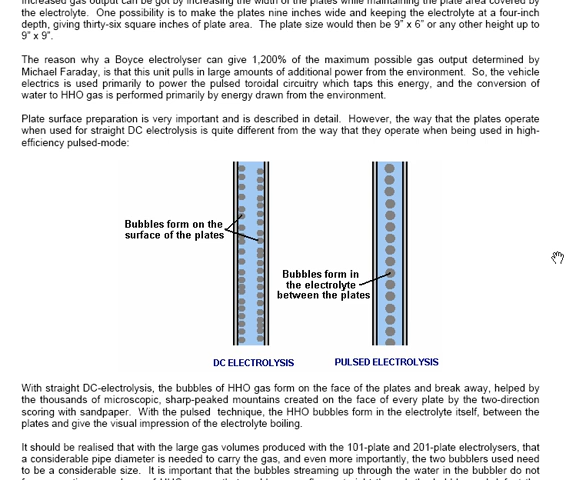 increased gas output can be got by increasing the width of the plates while maintaining the plate area covered by
the electrolyte. One possibility is to make the plates nine inches wide and keeping the electrolyte at a four-inch
depth, giving thirty-six square inches of plate area. The plate size would then be 9" x 6" or any other height up to
9" x 9".
The reason why a Boyce electrolyser can give 1,200% of the maximum possible gas output determined by
Michael Faraday, is that this unit pulls in large amounts of additional power from the environment. So, the vehicle
electrics is used primarily to power the pulsed toroidal circuitry which taps this energy, and the conversion of
water to HHO gas is performed primarily by energy drawn from the environment.
Plate surface preparation is very important and is described in detail. However, the way that the plates operate
when used for straight DC electrolysis is quite different from the way that they operate when being used in high-
efficiency pulsed-mode:
Bubbles form on the
surface of the plates
Bubbles form in
the electrolyte
between the plates
DC ELECTROLYSIS
PULSED ELECTROLYSIS
With straight DC-electrolysis, the bubbles of HHO gas form on the face of the plates and break away, helped by
the thousands of microscopic, sharp-peaked mountains created on the face of every plate by the two-direction
scoring with sandpaper. With the pulsed technique, the HHO bubbles form in the electrolyte itself, between the
plates and give the visual impression of the electrolyte boiling.
It should be realised that with the large gas volumes produced with the 101-plate and 201-plate electrolysers, that
a considerable pipe diameter is needed to carry the gas, and even more importantly, the two bubblers used need
to be a considerable size. It is important that the bubbles streaming up through the water in the bubbler do not